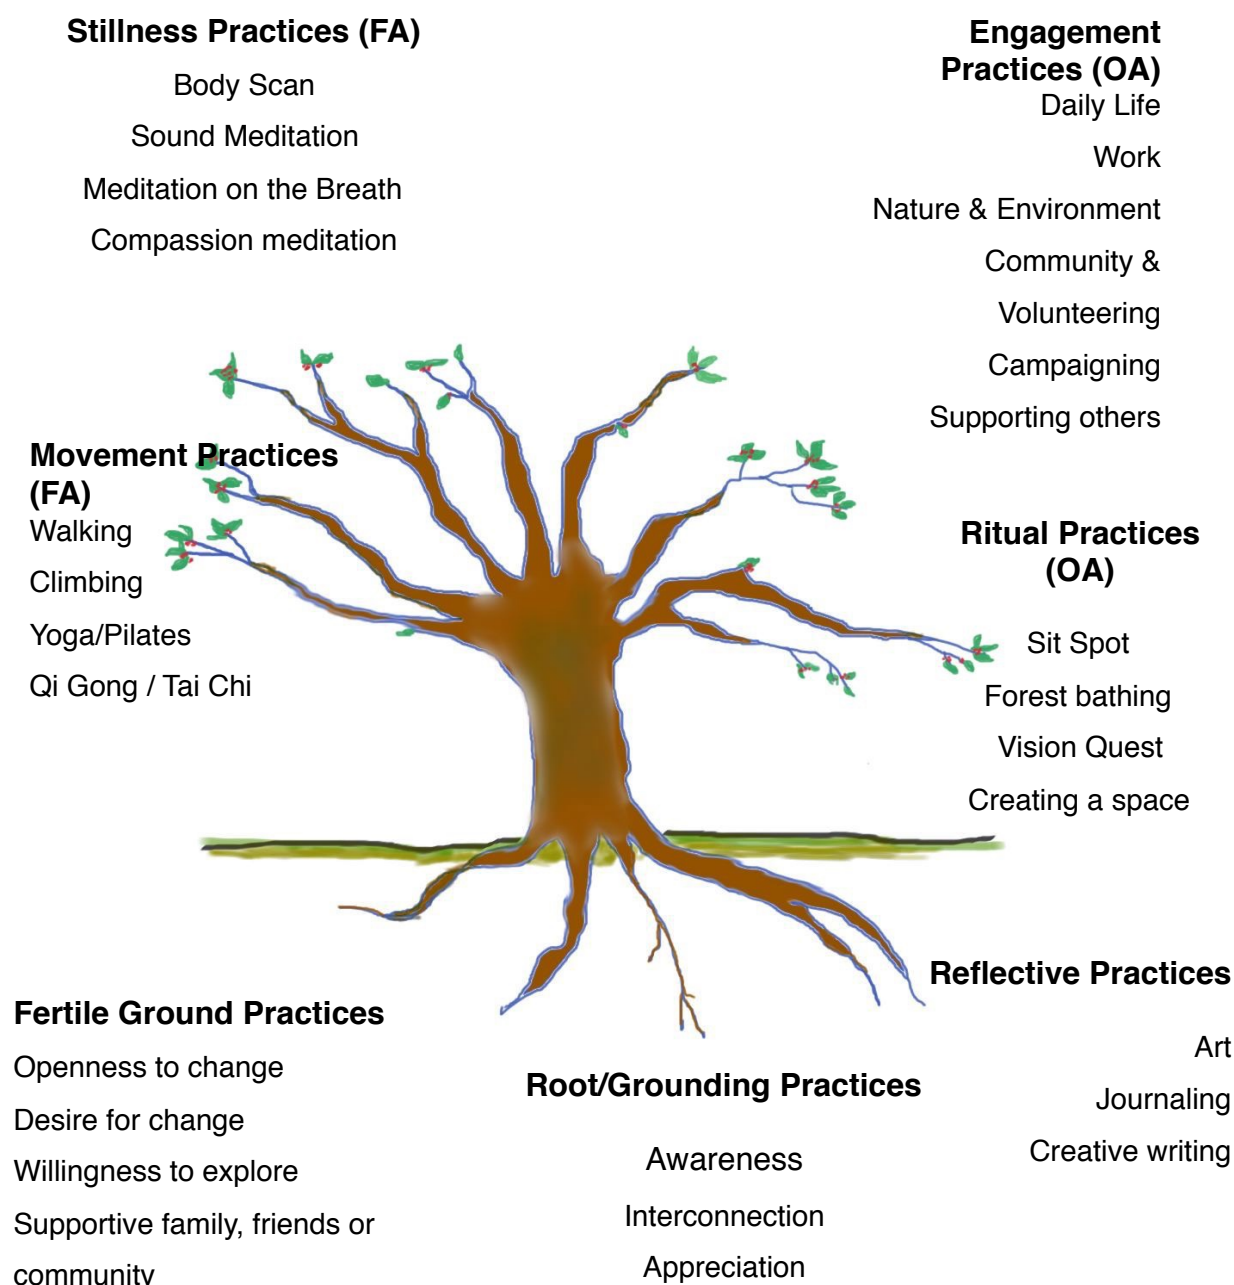 Stillness Practices (FA)
Body Scan
Sound Meditation
Meditation on the Breath
Compassion meditation
Engagement
Practices (OA)
Daily Life
Work
Nature & Environment
Community &
Volunteering
Campaigning
Supporting others
Movement Practices
(FA)
Walking
Climbing
Yoga/Pilates
Qi Gong / Tai Chi
Ritual Practices
(OA)
Sit Spot
Forest bathing
Vision Quest
Creating a space
Fertile Ground Practices
Openness to change
Desire for change
Willingness to explore
Supportive family, friends or
community
Root/Grounding Practices
Awareness
Interconnection
Appreciation
Reflective Practices
Art
Journaling
Creative writing